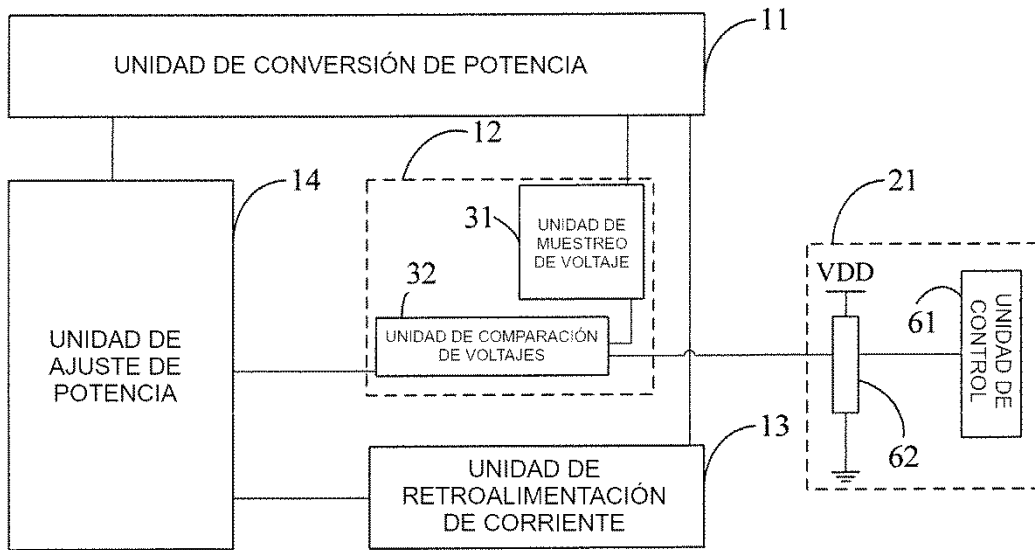 11
UNIDAD DE CONVERSIÓN DE POTENCIA
12
14
21
31
UNIDAD DE
MUESTREO
DE VOLTAJE
VDD
32
61
UNIDAD DE
CONTROL
UNIDAD DE COMPARACIÓN
DE VOLTAJES
UNIDAD DE
AJUSTE DE
POTENCIA
13
62
UNIDAD DE
RETROALIMENTACIÓN
DE CORRIENTE